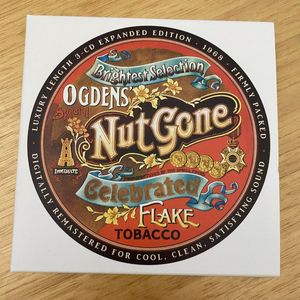 LUXURY LENGTH 3-CD EXPANDED EDITION · 1968 · FIRMLY PACKED
Brightest Selection
OGDENS'
Nut Gone
IMMEDIATE
Celebrated
FLAKE
TOBACCO
DIGITALLY REMASTERED FOR COOL, CLEAN, SATISFYING SOUND